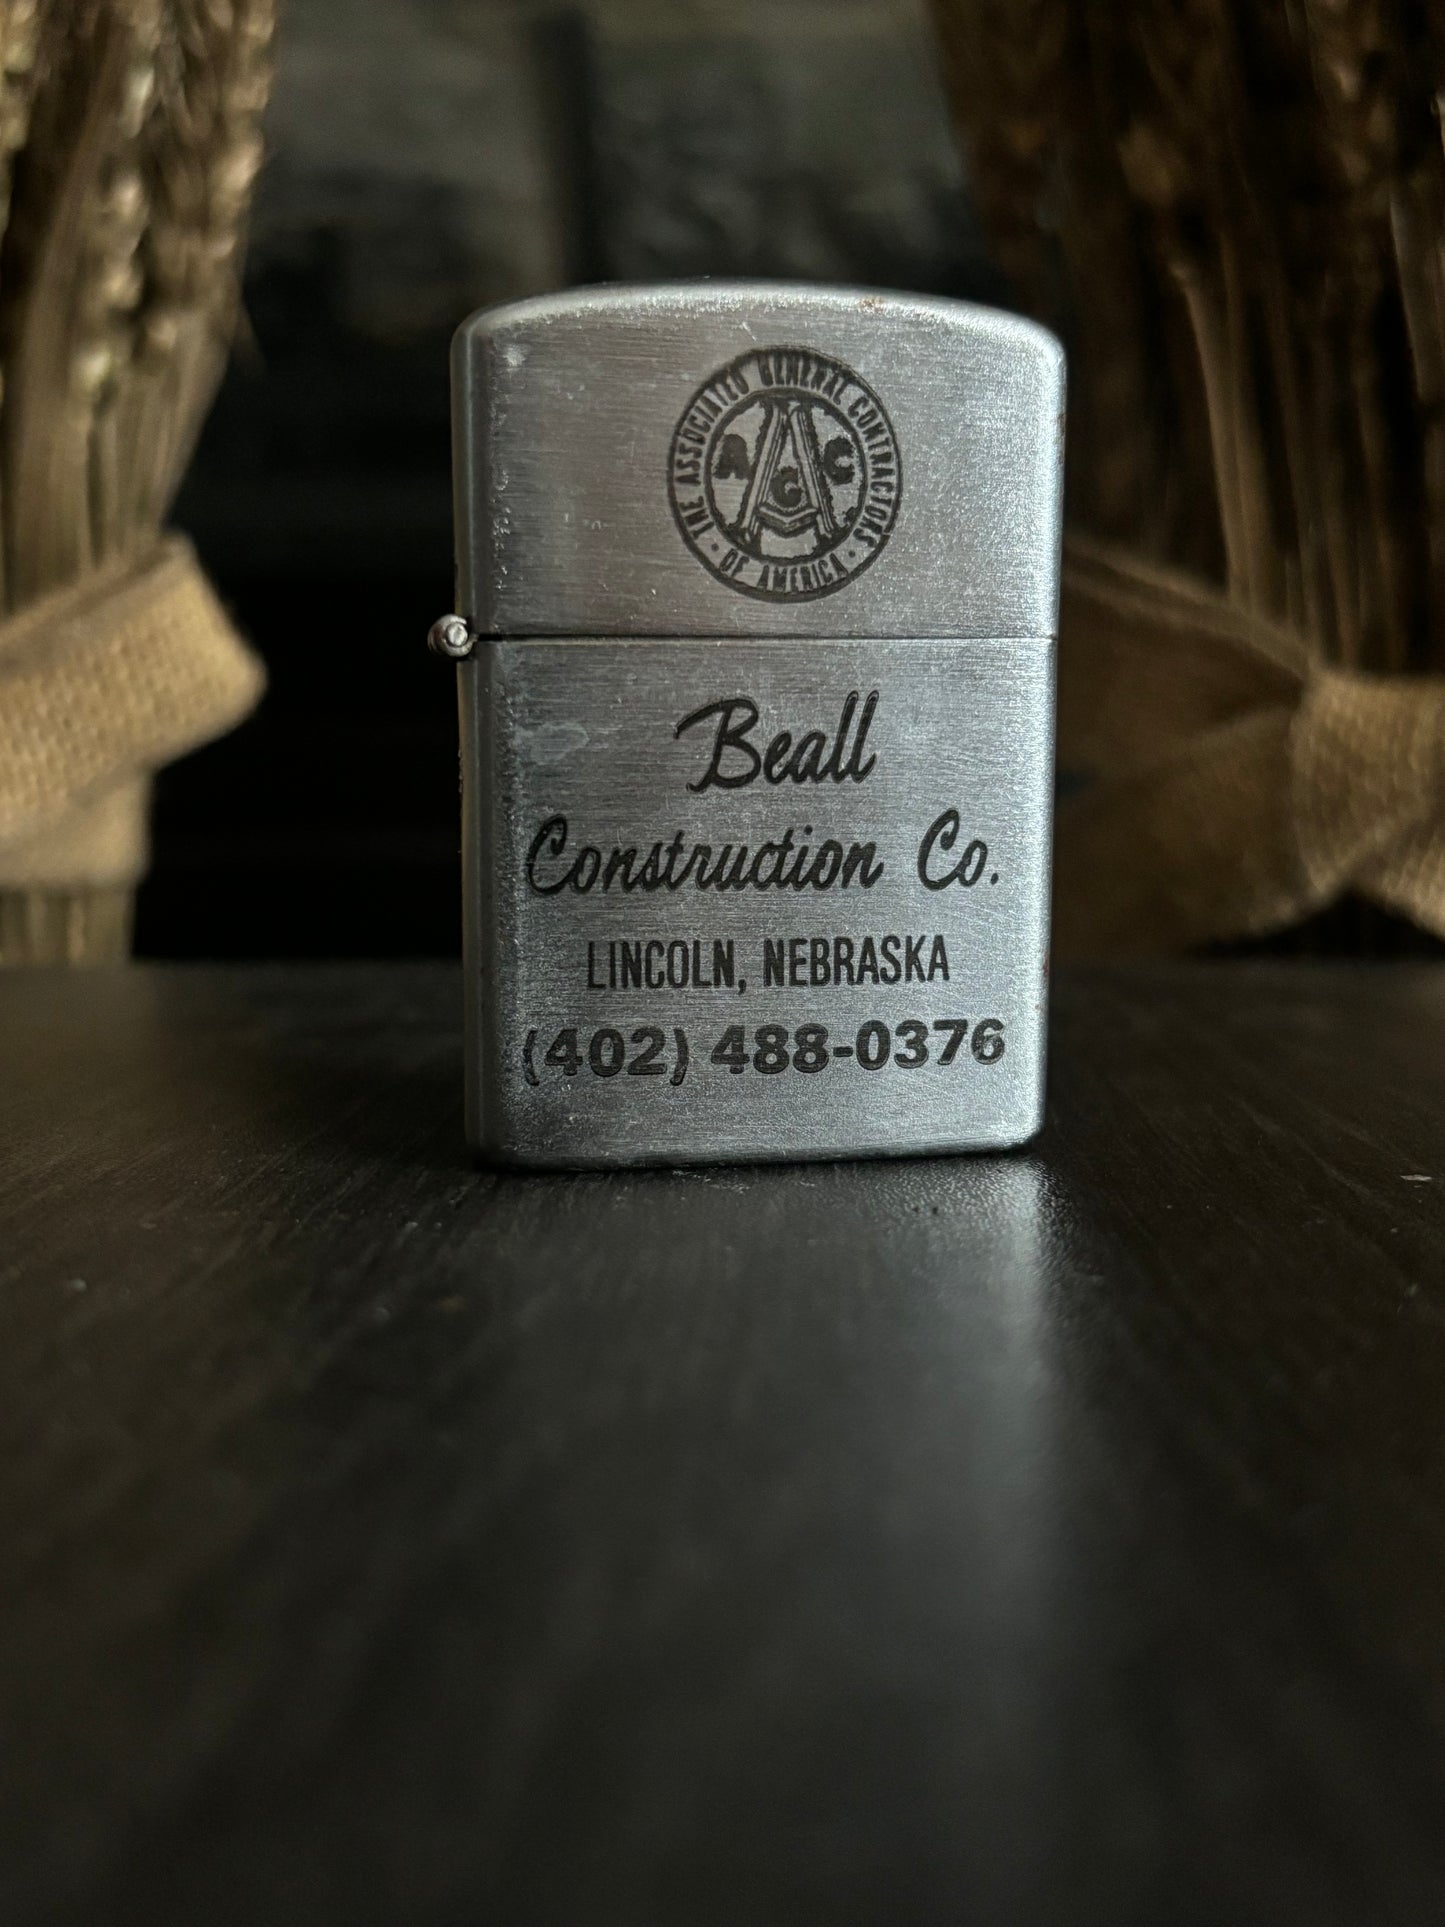 THE ASSOCIATED GENERAL CONTRACTORS
A G C
• OF AMERICA •
Beall
Construction Co.
LINCOLN, NEBRASKA
(402) 488-0376